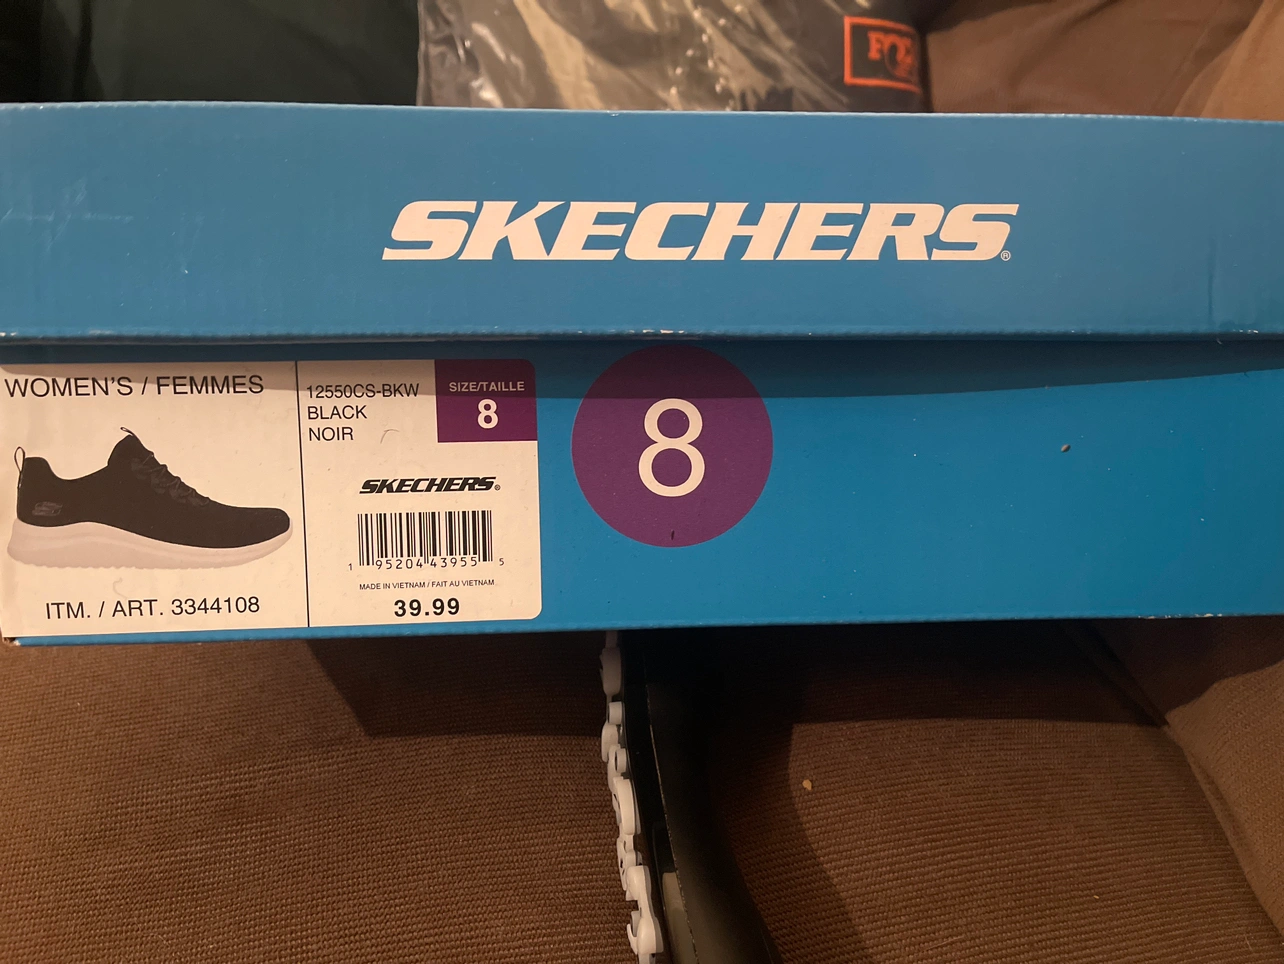 FOX
SKECHERS®
WOMEN'S / FEMMES
ITM. / ART. 3344108
12550CS-BKW
BLACK
NOIR
SIZE/TAILLE
8
SKECHERS®
1 95204 43955 5
MADE IN VIETNAM / FAIT AU VIETNAM
39.99
8